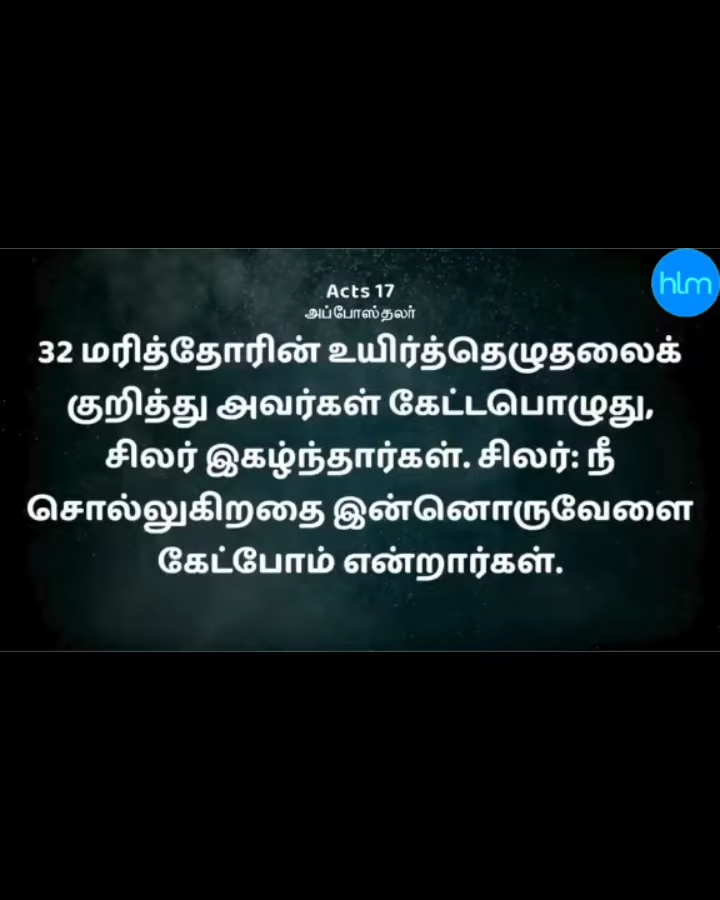 hlm
Acts 17
அப்போஸ்தலர்
32 மரித்தோரின் உயிர்த்தெழுதலைக்
குறித்து அவர்கள் கேட்டபொழுது,
சிலர் இகழ்ந்தார்கள். சிலர்: நீ
சொல்லுகிறதை இன்னொருவேளை
கேட்போம் என்றார்கள்.